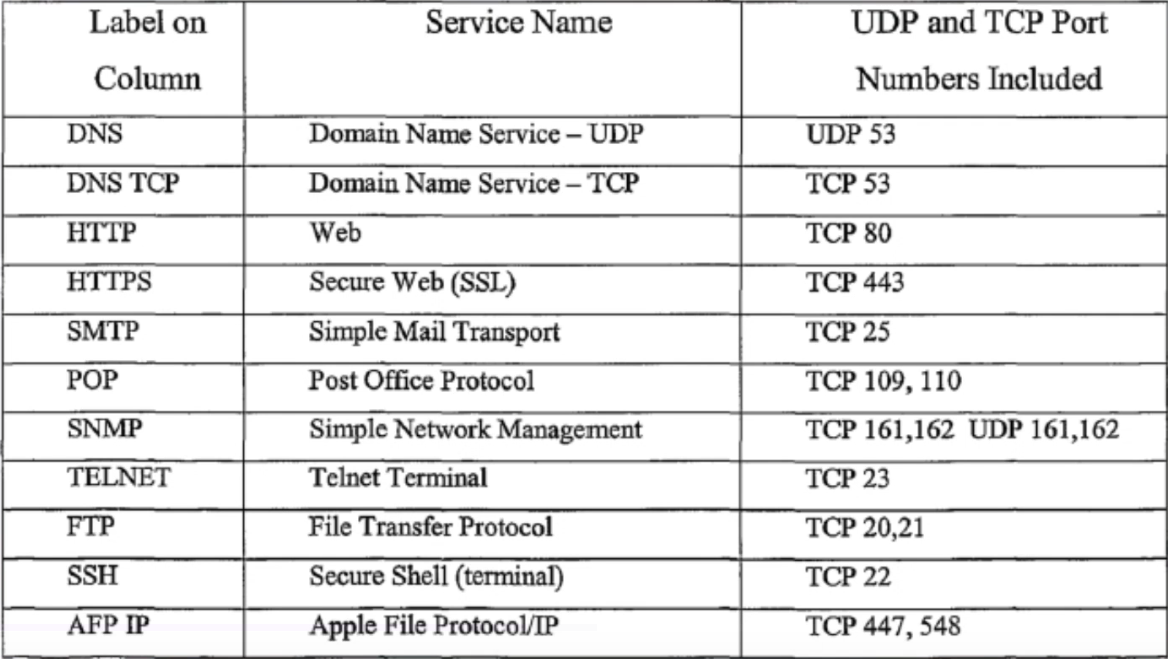 Label on Service Name UDP and TCP Port
Column Numbers Included
DNS Domain Name Service – UDP UDP 53
DNS TCP Domain Name Service – TCP TCP 53
HTTP Web TCP 80
HTTPS Secure Web (SSL) TCP 443
SMTP Simple Mail Transport TCP 25
POP Post Office Protocol TCP 109, 110
SNMP Simple Network Management TCP 161,162 UDP 161,162
TELNET Telnet Terminal TCP 23
FTP File Transfer Protocol TCP 20,21
SSH Secure Shell (terminal) TCP 22
AFP IP Apple File Protocol/IP TCP 447, 548